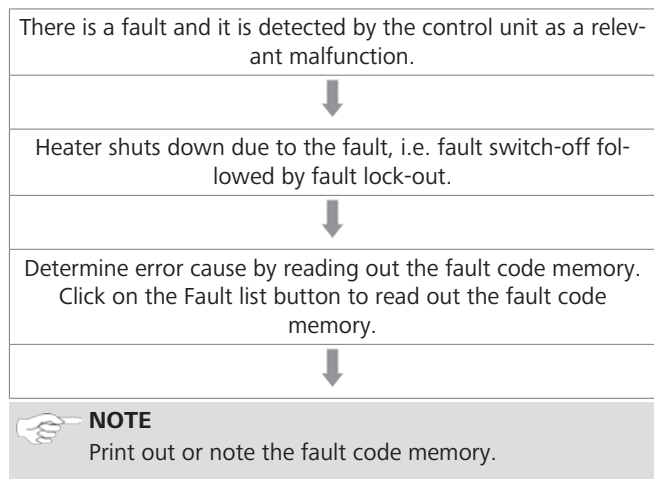 There is a fault and it is detected by the control unit as a relev-
ant malfunction.
Heater shuts down due to the fault, i.e. fault switch-off fol-
lowed by fault lock-out.
Determine error cause by reading out the fault code memory.
Click on the Fault list button to read out the fault code
memory.
NOTE
Print out or note the fault code memory.